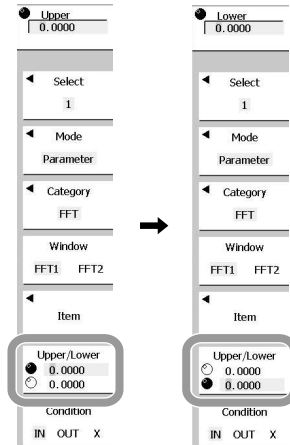 Upper
0.0000
Select
1
Mode
Parameter
Category
FFT
Window
FFT1 FFT2
Item
Upper/Lower
0.0000
0.0000
Condition
IN OUT X
Lower
0.0000
Select
1
Mode
Parameter
Category
FFT
Window
FFT1 FFT2
Item
Upper/Lower
0.0000
0.0000
Condition
IN OUT X